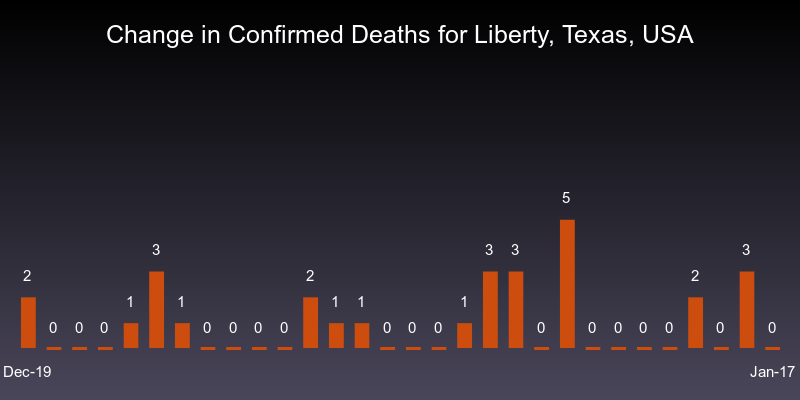 Change in Confirmed Deaths for Liberty, Texas, USA
5
3 3 3 3
2 2 2
1 1 1 1 1
0 0 0 0 0 0 0 0 0 0 0 0 0 0 0 0 0
Dec-19 Jan-17